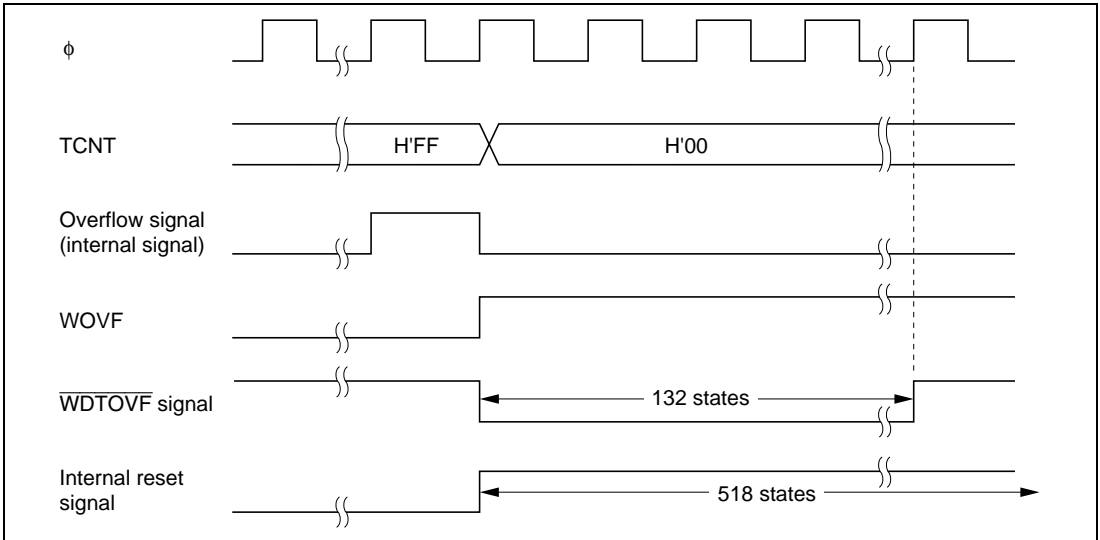 ϕ
TCNT
H'FF
H'00
Overflow signal
(internal signal)
WOVF
WDTOVF signal
132 states
Internal reset
signal
518 states